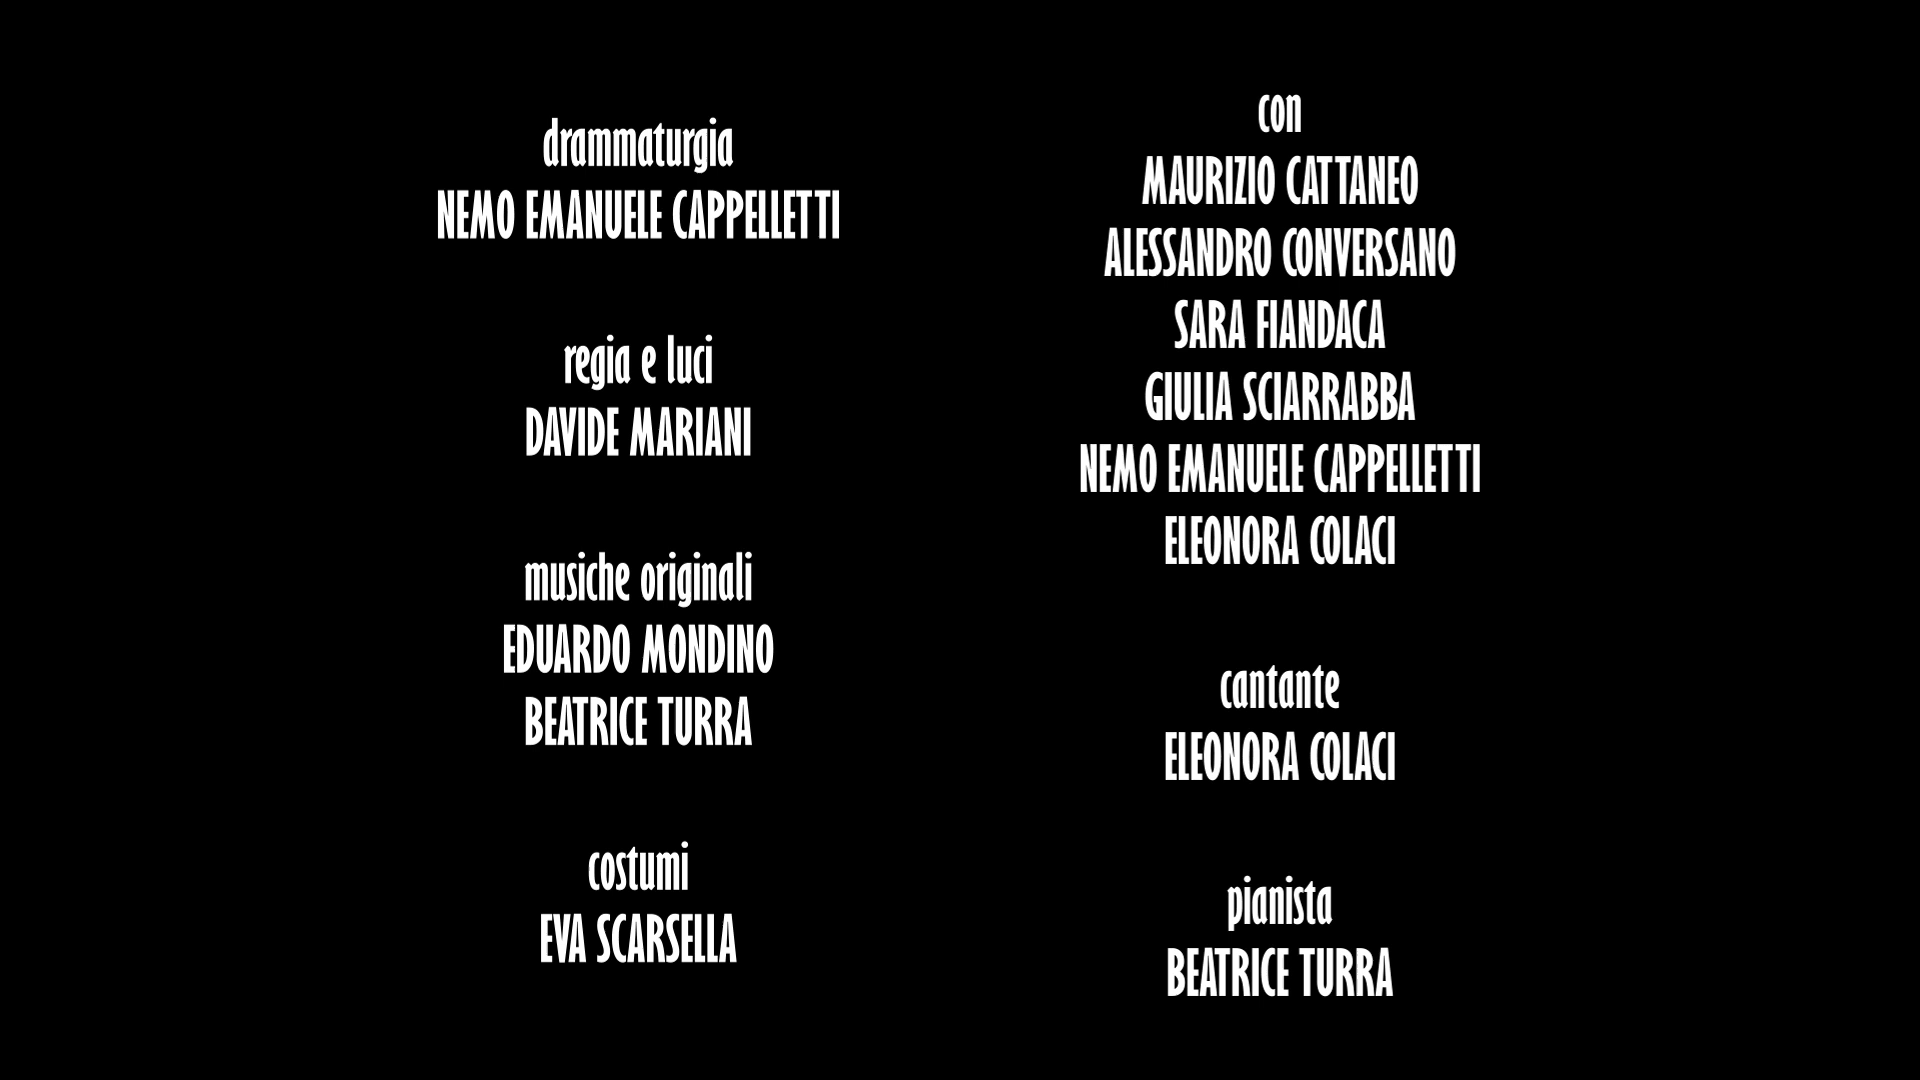 drammaturgia
NEMO EMANUELE CAPPELLETTI
regia e luci
DAVIDE MARIANI
musiche originali
EDUARDO MONDINO
BEATRICE TURRA
costumi
EVA SCARSELLA
con
MAURIZIO CATTANEO
ALESSANDRO CONVERSANO
SARA FIANDACA
GIULIA SCIARRABBA
NEMO EMANUELE CAPPELLETTI
ELEONORA COLACI
cantante
ELEONORA COLACI
pianista
BEATRICE TURRA